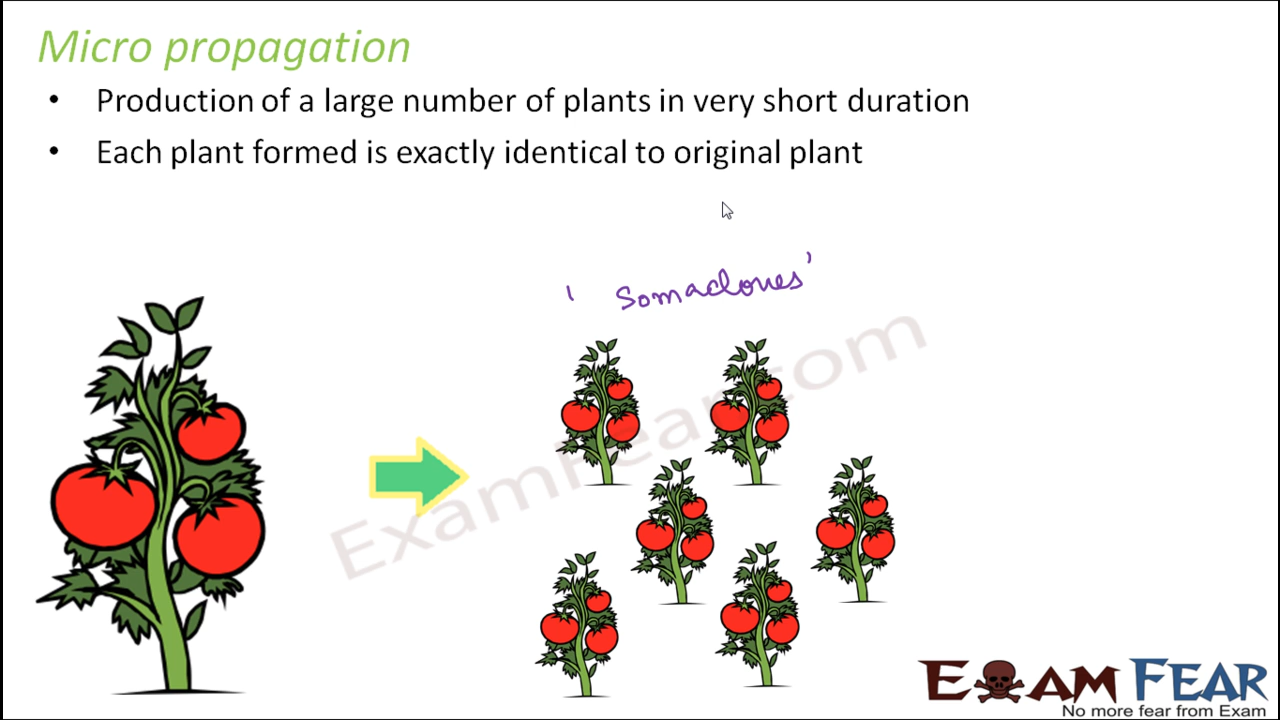 Micro propagation
• Production of a large number of plants in very short duration
• Each plant formed is exactly identical to original plant
' Somaclones '
ExamFear.com
EXAM FEAR
No more fear from Exam